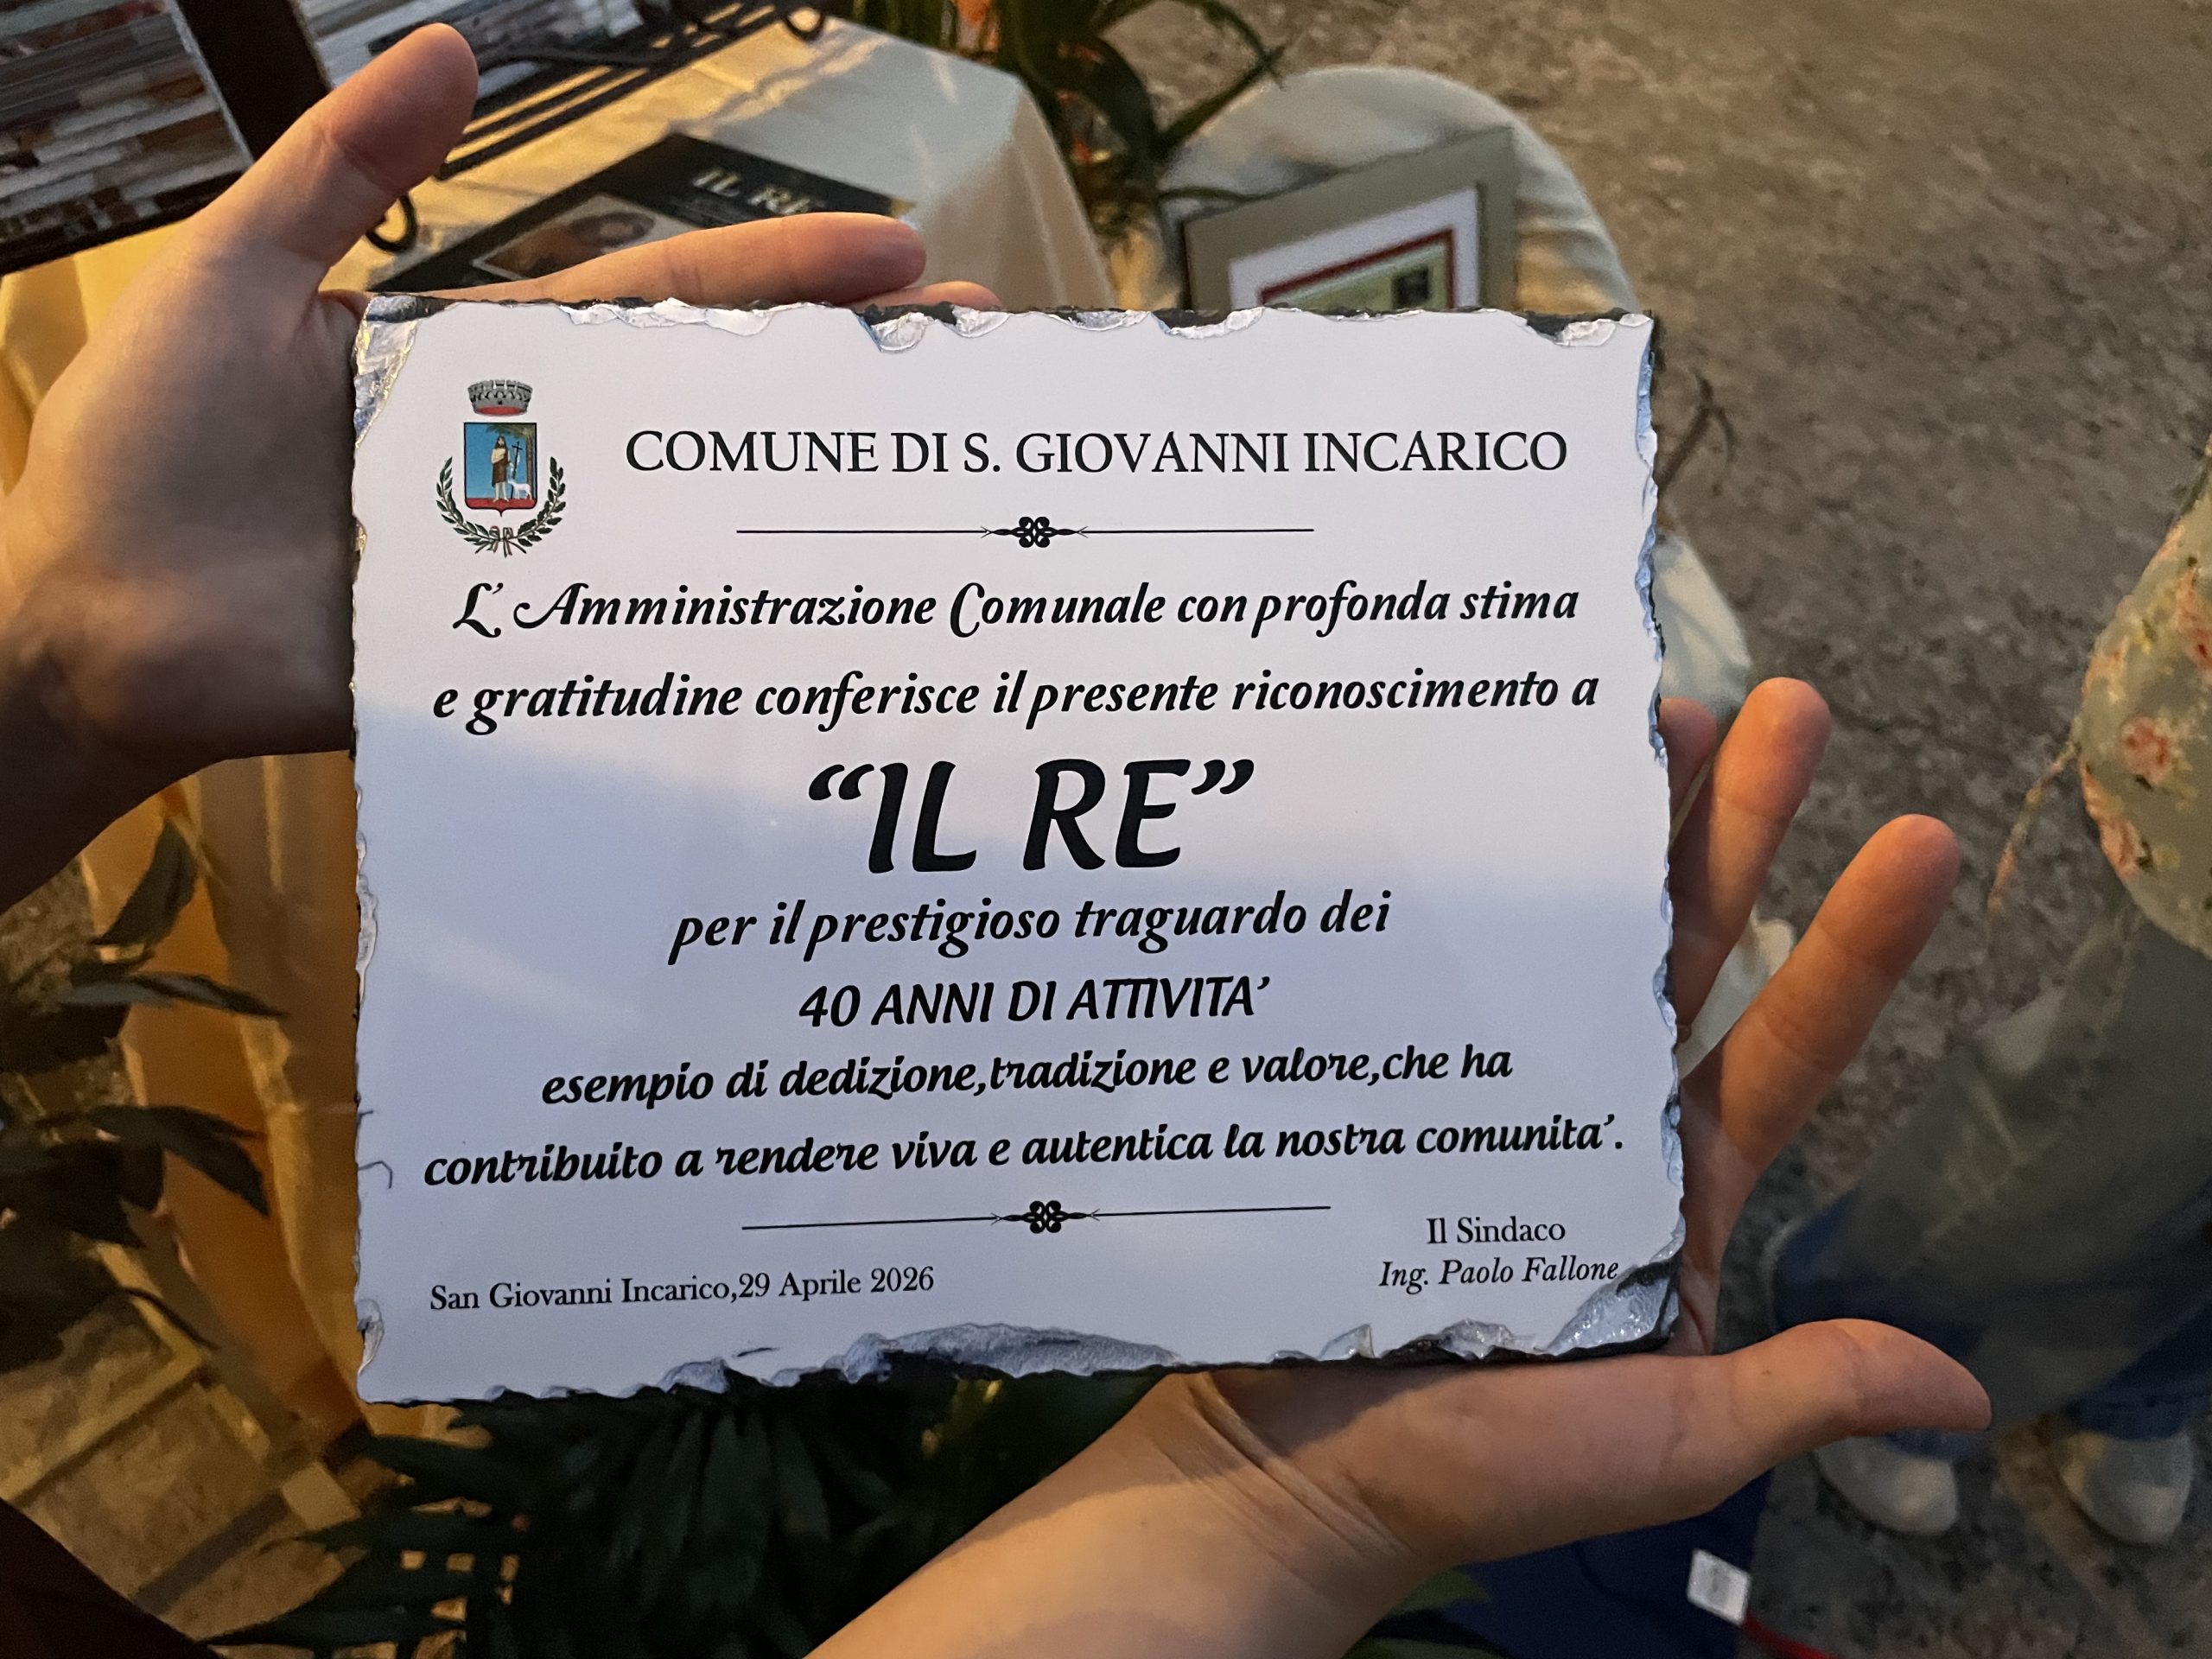 IL RE
COMUNE DI S. GIOVANNI INCARICO
L' Amministrazione Comunale con profonda stima
e gratitudine conferisce il presente riconoscimento a
“IL RE”
per il prestigioso traguardo dei
40 ANNI DI ATTIVITA’
esempio di dedizione,tradizione e valore,che ha
contribuito a rendere viva e autentica la nostra comunita’.
Il Sindaco
Ing. Paolo Fallone
San Giovanni Incarico,29 Aprile 2026